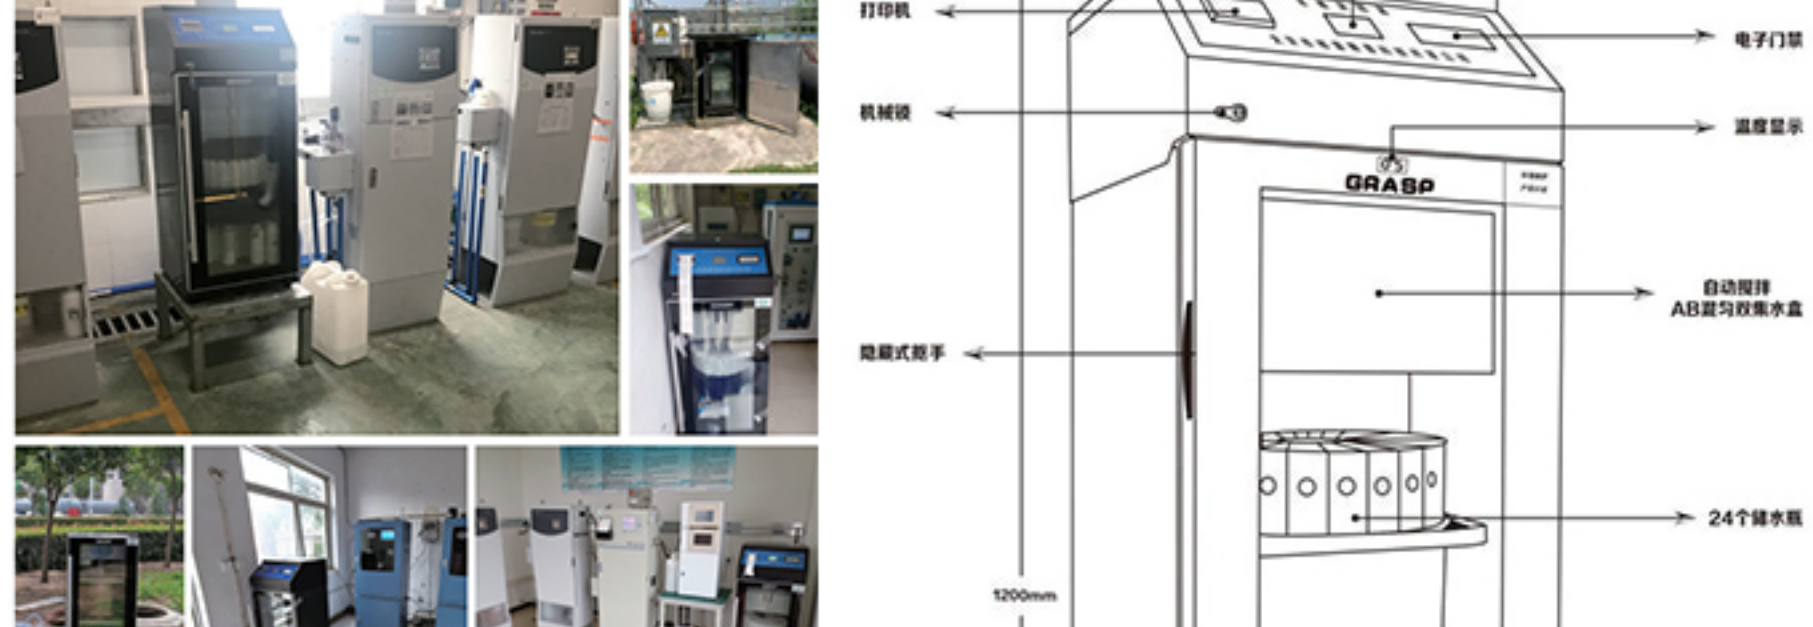 打印机
电子门禁
机械锁
温度显示
GRASP
自动搅拌
AB混匀双集水盒
隐藏式抠手
24个储水瓶
1200mm